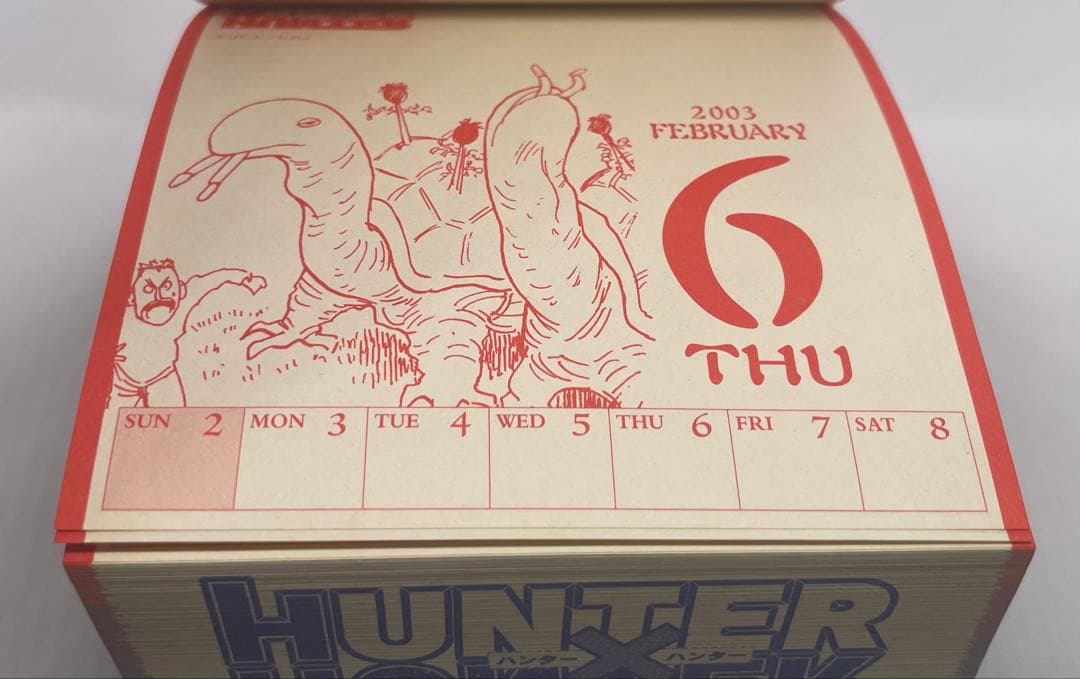 2003
FEBRUARY
6
THU
SUN 2 MON 3 TUE 4 WED 5 THU 6 FRI 7 SAT 8
HUNTER
ハンター × ハンター
HUNTER